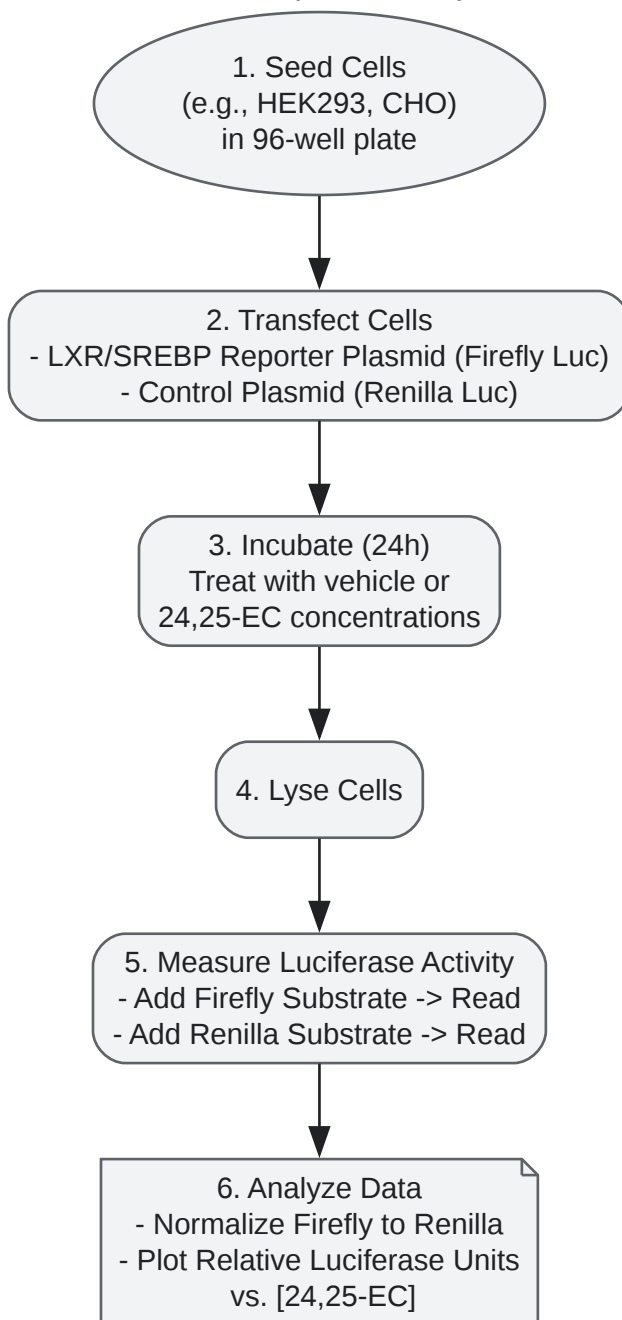 1. Seed Cells
(e.g., HEK293, CHO)
in 96-well plate
2. Transfect Cells
- LXR/SREBP Reporter Plasmid (Firefly Luc)
- Control Plasmid (Renilla Luc)
3. Incubate (24h)
Treat with vehicle or
24,25-EC concentrations
4. Lyse Cells
5. Measure Luciferase Activity
- Add Firefly Substrate -> Read
- Add Renilla Substrate -> Read
6. Analyze Data
- Normalize Firefly to Renilla
- Plot Relative Luciferase Units
vs. [24,25-EC]